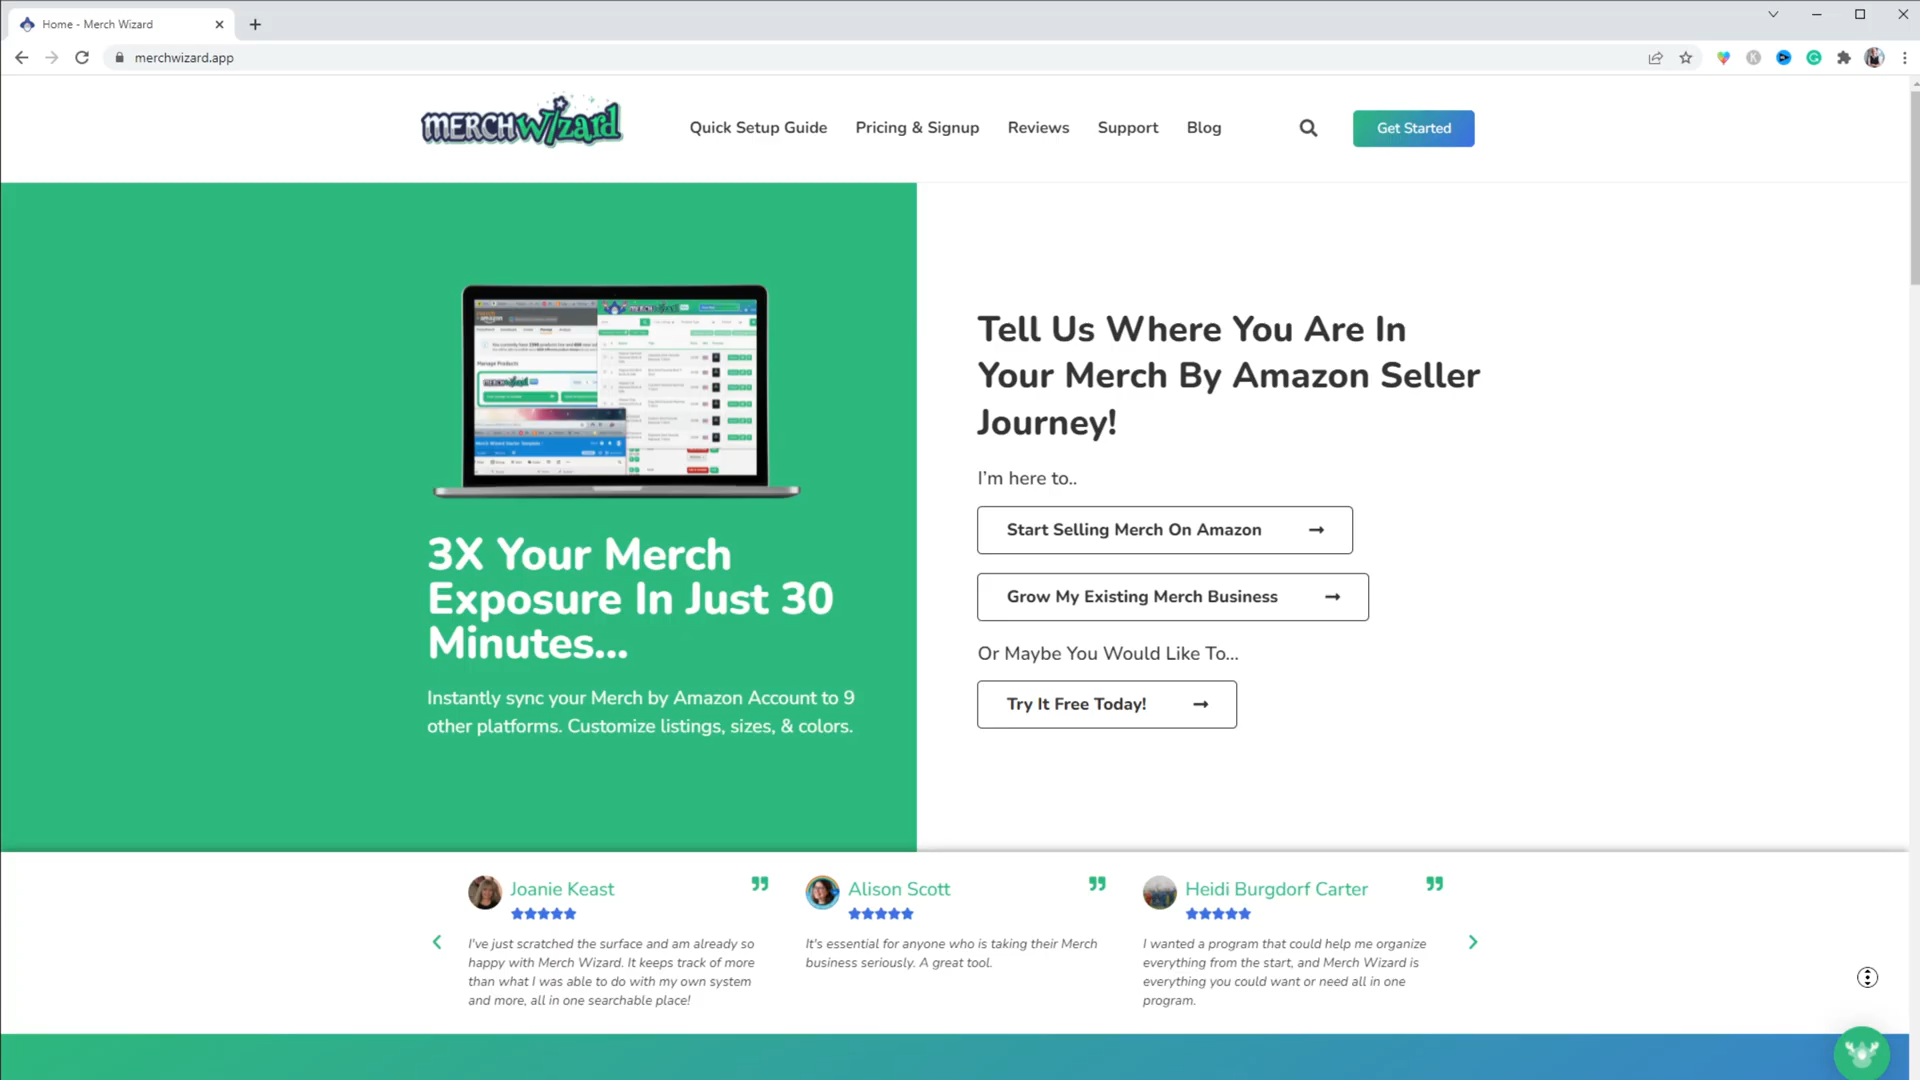 Home - Merch Wizard
merchwizard.app
MERCHWizard
Quick Setup Guide
Pricing & Signup
Reviews
Support
Blog
Get Started
Manage Products
3X Your Merch
Exposure In Just 30
Minutes...
Instantly sync your Merch by Amazon Account to 9
other platforms. Customize listings, sizes, & colors.
Tell Us Where You Are In
Your Merch By Amazon Seller
Journey!
I'm here to..
Start Selling Merch On Amazon
Grow My Existing Merch Business
Or Maybe You Would Like To...
Try It Free Today!
Joanie Keast
I've just scratched the surface and am already so
happy with Merch Wizard. It keeps track of more
than what I was able to do with my own system
and more, all in one searchable place!
Alison Scott
It's essential for anyone who is taking their Merch
business seriously. A great tool.
Heidi Burgdorf Carter
I wanted a program that could help me organize
everything from the start, and Merch Wizard is
everything you could want or need all in one
program.